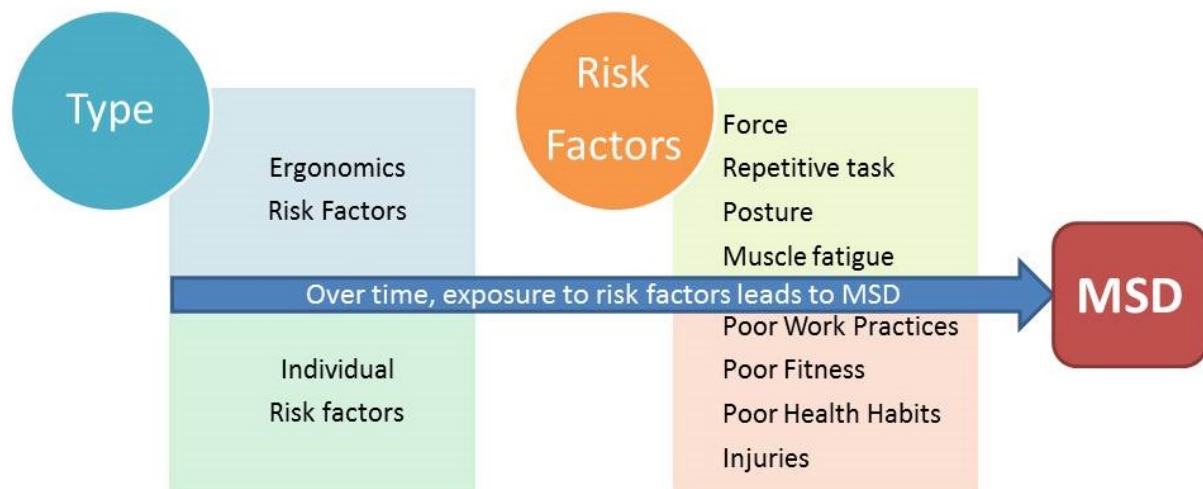 Type
Ergonomics
Risk Factors
Risk
Factors
Force
Repetitive task
Posture
Muscle fatigue
Over time, exposure to risk factors leads to MSD
MSD
Individual
Risk factors
Poor Work Practices
Poor Fitness
Poor Health Habits
Injuries